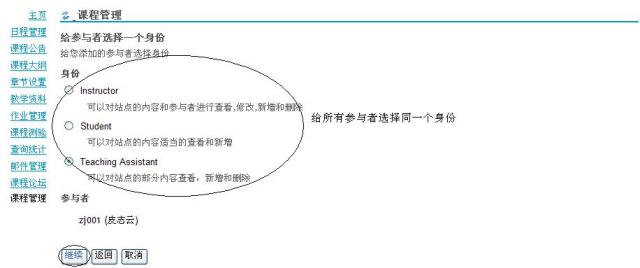 主页
日程管理
课程公告
课程大纲
章节设置
教学资料
作业管理
课程测验
查询统计
邮件管理
课程论坛
课程管理
课程管理
给参与者选择一个身份
给您添加的参与者选择身份
身份
Instructor
可以对站点的内容和参与者进行查看,修改,新增和删除
Student
可以对站点的内容适当的查看和新增
Teaching Assistant
可以对站点的部分内容查看，新增和删除
给所有参与者选择同一个身份
参与者
zj001 (皮志云)
继续 返回 取消